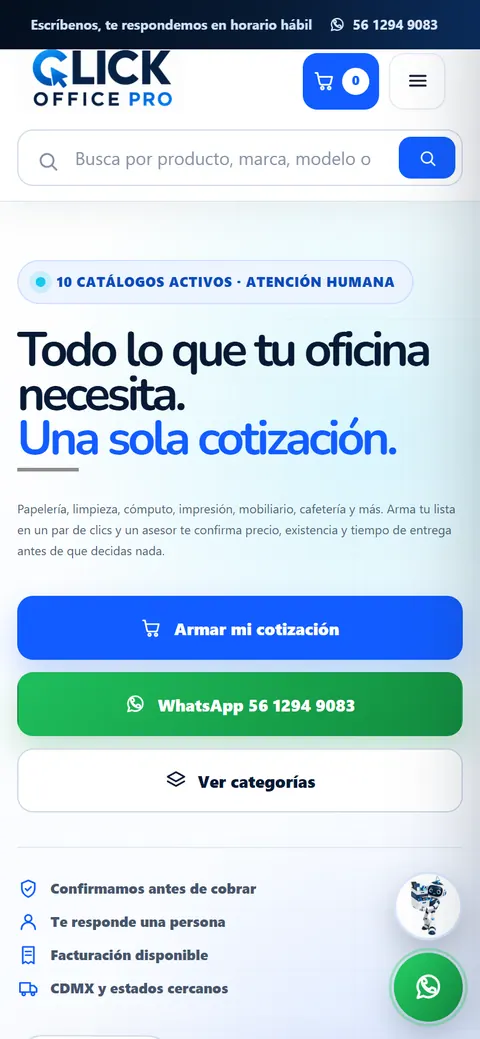 Escríbenos, te respondemos en horario hábil 56 1294 9083
CLICK
OFFICE PRO
0
Busca por producto, marca, modelo o
10 CATÁLOGOS ACTIVOS · ATENCIÓN HUMANA
Todo lo que tu oficina
necesita.
Una sola cotización.
Papelería, limpieza, cómputo, impresión, mobiliario, cafetería y más. Arma tu lista
en un par de clics y un asesor te confirma precio, existencia y tiempo de entrega
antes de que decidas nada.
Armar mi cotización
WhatsApp 56 1294 9083
Ver categorías
Confirmamos antes de cobrar
Te responde una persona
Facturación disponible
CDMX y estados cercanos